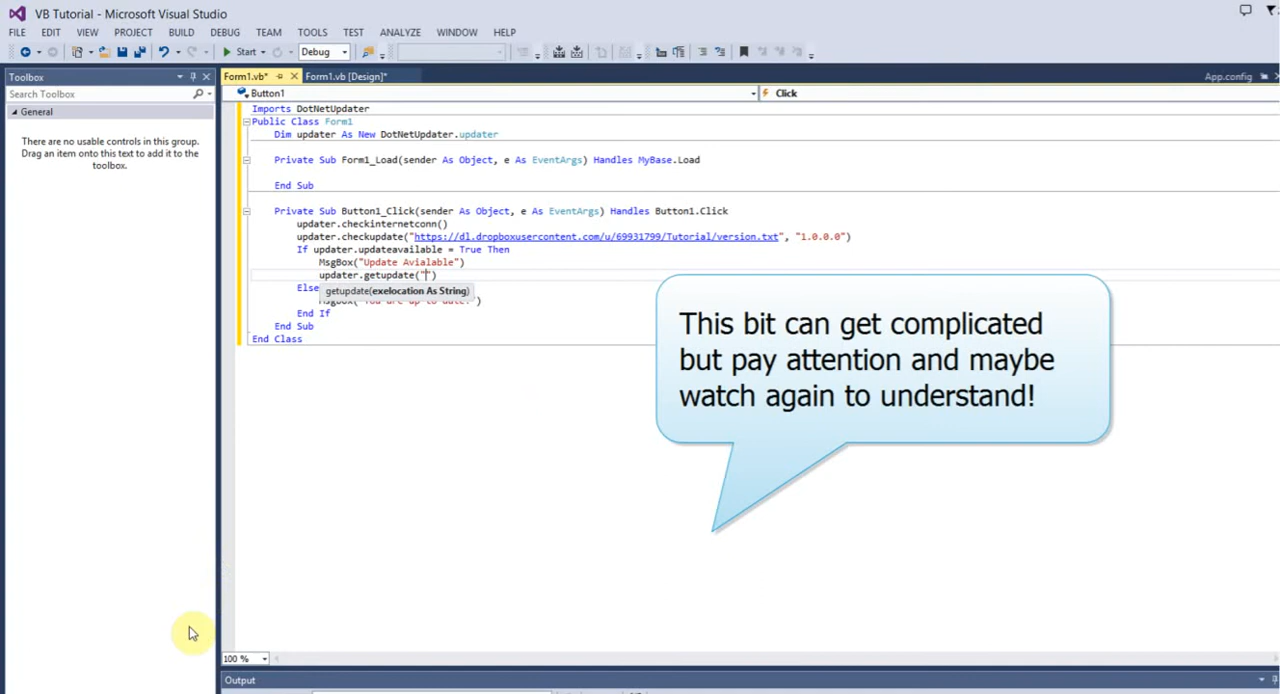 VB Tutorial - Microsoft Visual Studio
FILE EDIT VIEW PROJECT BUILD DEBUG TEAM TOOLS TEST ANALYZE WINDOW HELP
Start Debug
Toolbox
Search Toolbox
General
There are no usable controls in this group.
Drag an item onto this text to add it to the
toolbox.
Form1.vb* Form1.vb [Design]* App.config
Button1 Click
Imports DotNetUpdater
Public Class Form1
Dim updater As New DotNetUpdater.updater
Private Sub Form1_Load(sender As Object, e As EventArgs) Handles MyBase.Load
End Sub
Private Sub Button1_Click(sender As Object, e As EventArgs) Handles Button1.Click
updater.checkinternetconn()
updater.checkupdate("https://dl.dropboxusercontent.com/u/69931799/Tutorial/version.txt", "1.0.0.0")
If updater.updateavailable = True Then
MsgBox("Update Avialable")
updater.getupdate("")
Else
getupdate(exelocation As String)
End If
End Sub
End Class
This bit can get complicated
but pay attention and maybe
watch again to understand!
100 %
Output